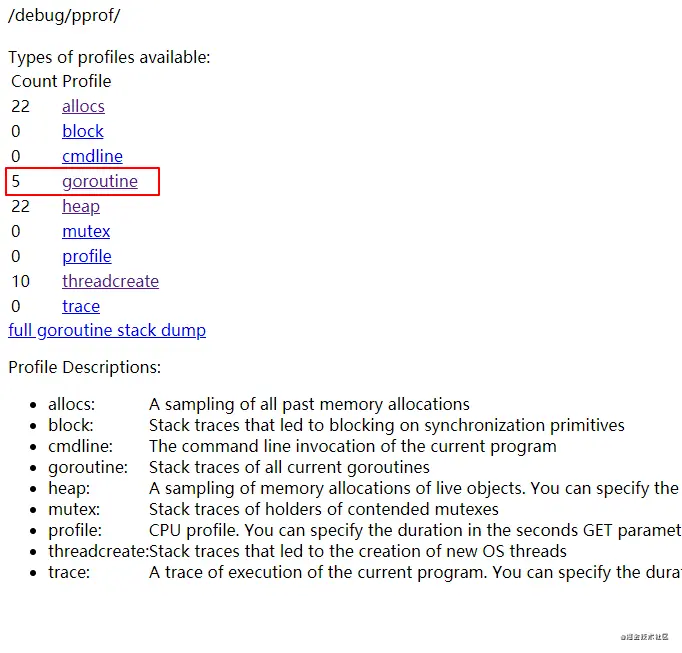 /debug/pprof/
Types of profiles available:
Count Profile
22 allocs
0 block
0 cmdline
5 goroutine
22 heap
0 mutex
0 profile
10 threadcreate
0 trace
full goroutine stack dump
Profile Descriptions:
• allocs: A sampling of all past memory allocations
• block: Stack traces that led to blocking on synchronization primitives
• cmdline: The command line invocation of the current program
• goroutine: Stack traces of all current goroutines
• heap: A sampling of memory allocations of live objects. You can specify the
• mutex: Stack traces of holders of contended mutexes
• profile: CPU profile. You can specify the duration in the seconds GET paramet
• threadcreate: Stack traces that led to the creation of new OS threads
• trace: A trace of execution of the current program. You can specify the dura
@掘金技术社区